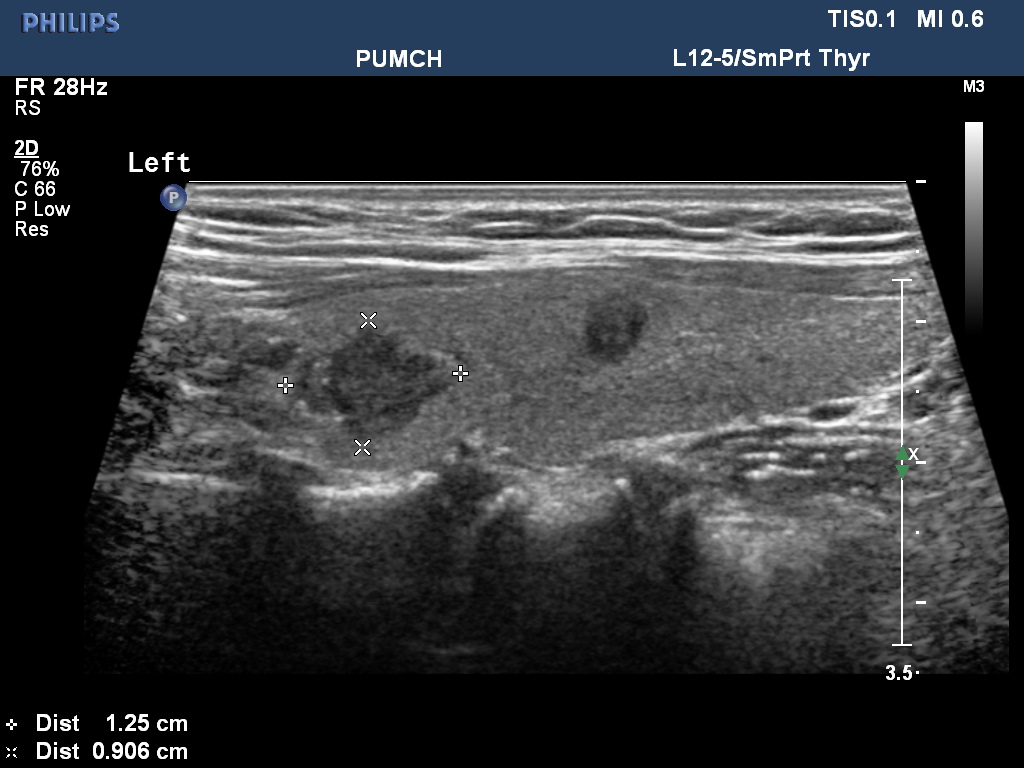 PHILIPS
TIS0.1 MI 0.6
PUMCH
L12-5/SmPrt Thyr
FR 28Hz
RS
M3
2D
76%
C 66
P Low
Res
Left
P
X
3.5
Dist 1.25 cm
Dist 0.906 cm